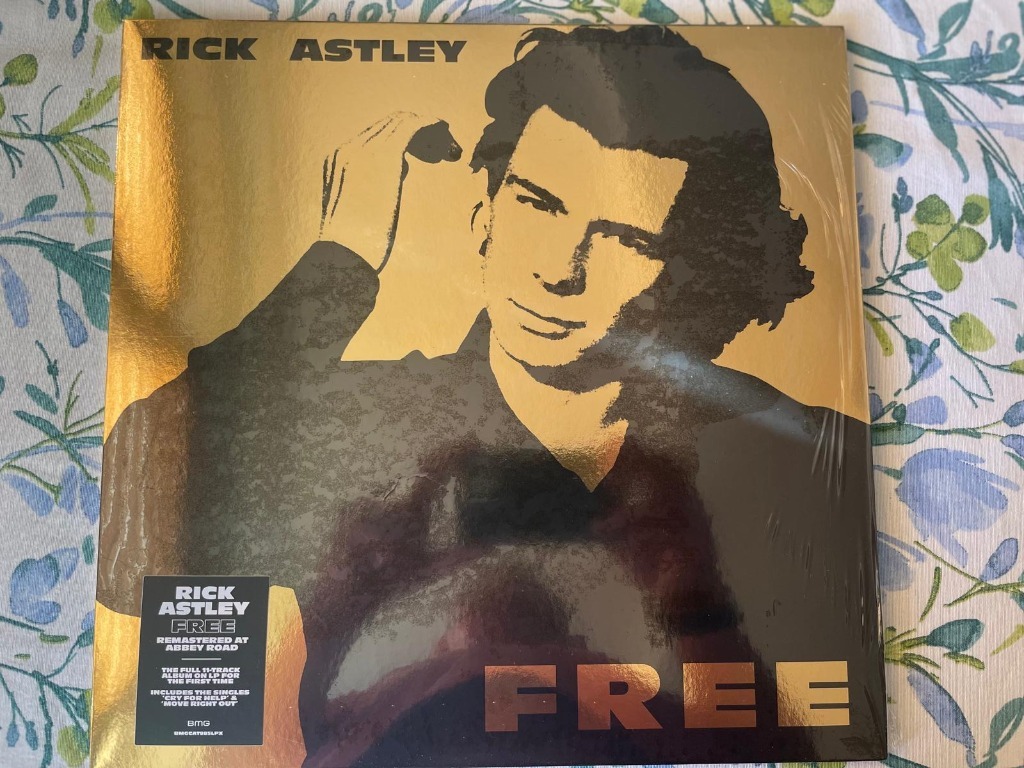 RICK ASTLEY
FREE
RICK
ASTLEY
FREE
REMASTERED AT
ABBEY ROAD
THE FULL 11-TRACK
ALBUM ON LP FOR
THE FIRST TIME
INCLUDES THE SINGLES
'CRY FOR HELP' &
'MOVE RIGHT OUT'
BMG